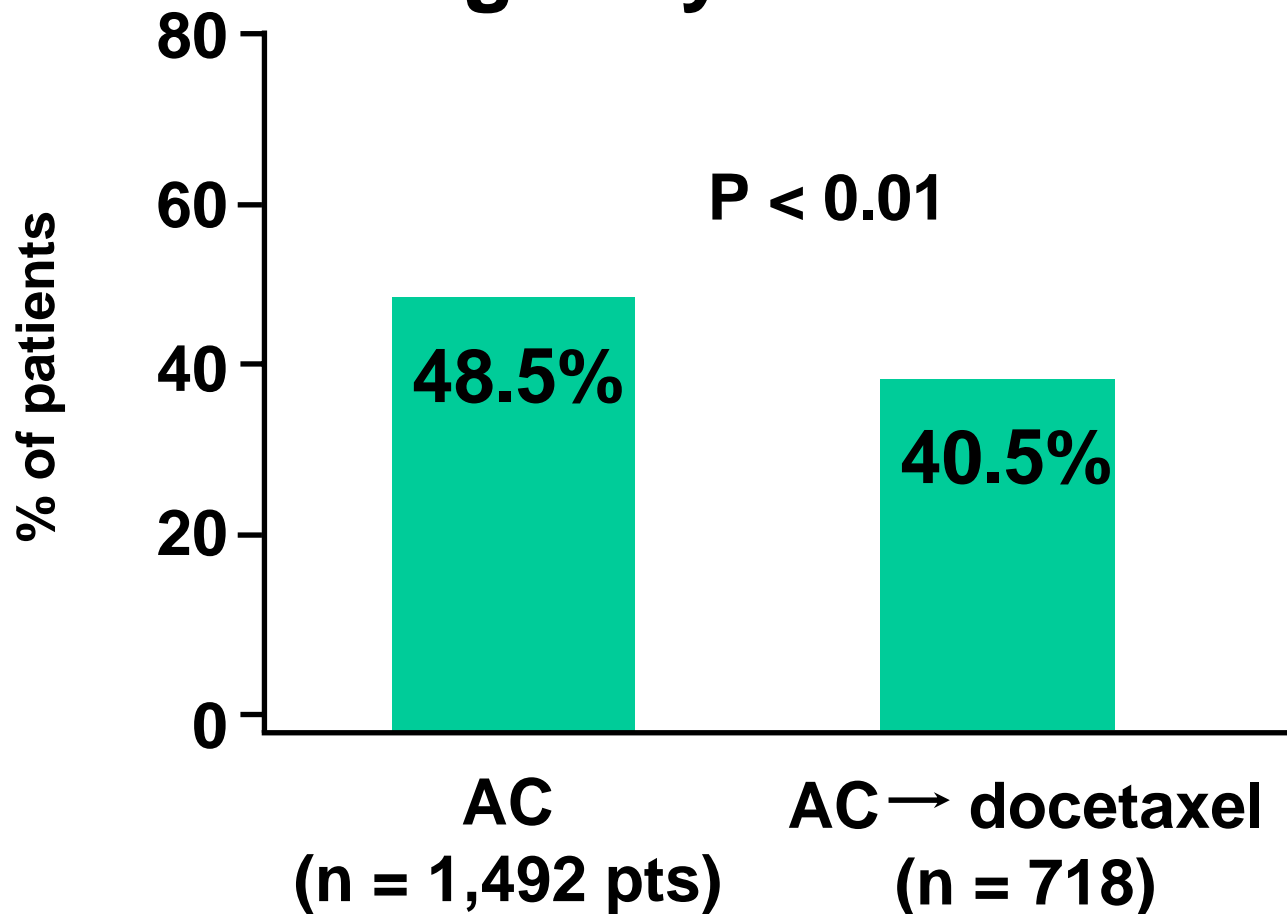 80
60
40
20
0
% of patients
P < 0.01
48.5%
40.5%
AC
(n = 1,492 pts)
AC→ docetaxel
(n = 718)